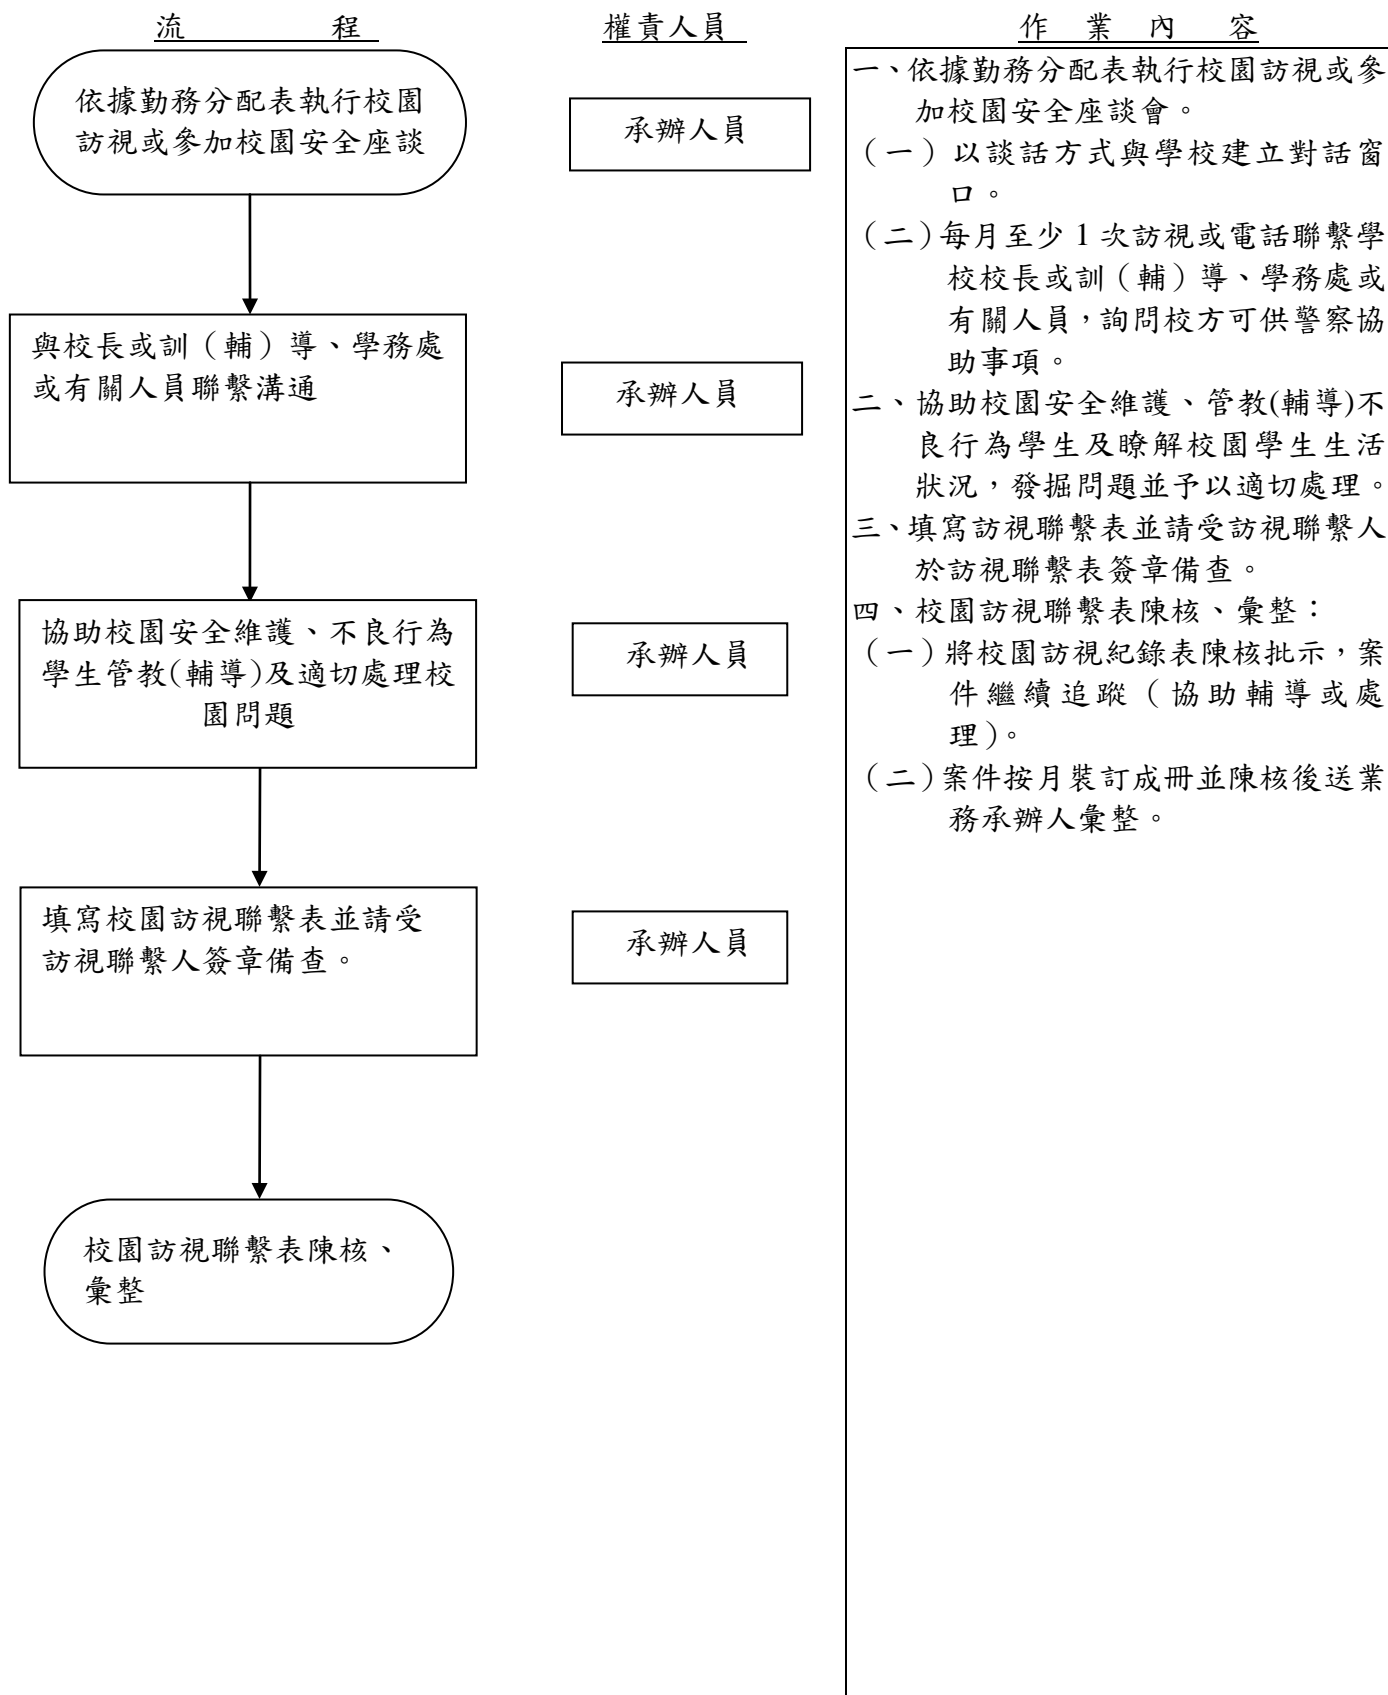 流程
權責人員
作業內容
依據勤務分配表執行校園
訪視或參加校園安全座談
承辦人員
與校長或訓（輔）導、學務處
或有關人員聯繫溝通
承辦人員
協助校園安全維護、不良行為
學生管教(輔導)及適切處理校
園問題
承辦人員
填寫校園訪視聯繫表並請受
訪視聯繫人簽章備查。
承辦人員
校園訪視聯繫表陳核、
彙整
一、依據勤務分配表執行校園訪視或參
加校園安全座談會。
（一）以談話方式與學校建立對話窗
口。
（二）每月至少1次訪視或電話聯繫學
校校長或訓（輔）導、學務處或
有關人員，詢問校方可供警察協
助事項。
二、協助校園安全維護、管教(輔導)不
良行為學生及瞭解校園學生生活
狀況，發掘問題並予以適切處理。
三、填寫訪視聯繫表並請受訪視聯繫人
於訪視聯繫表簽章備查。
四、校園訪視聯繫表陳核、彙整：
（一）將校園訪視紀錄表陳核批示，案
件繼續追蹤（協助輔導或處
理）。
（二）案件按月裝訂成冊並陳核後送業
務承辦人彙整。